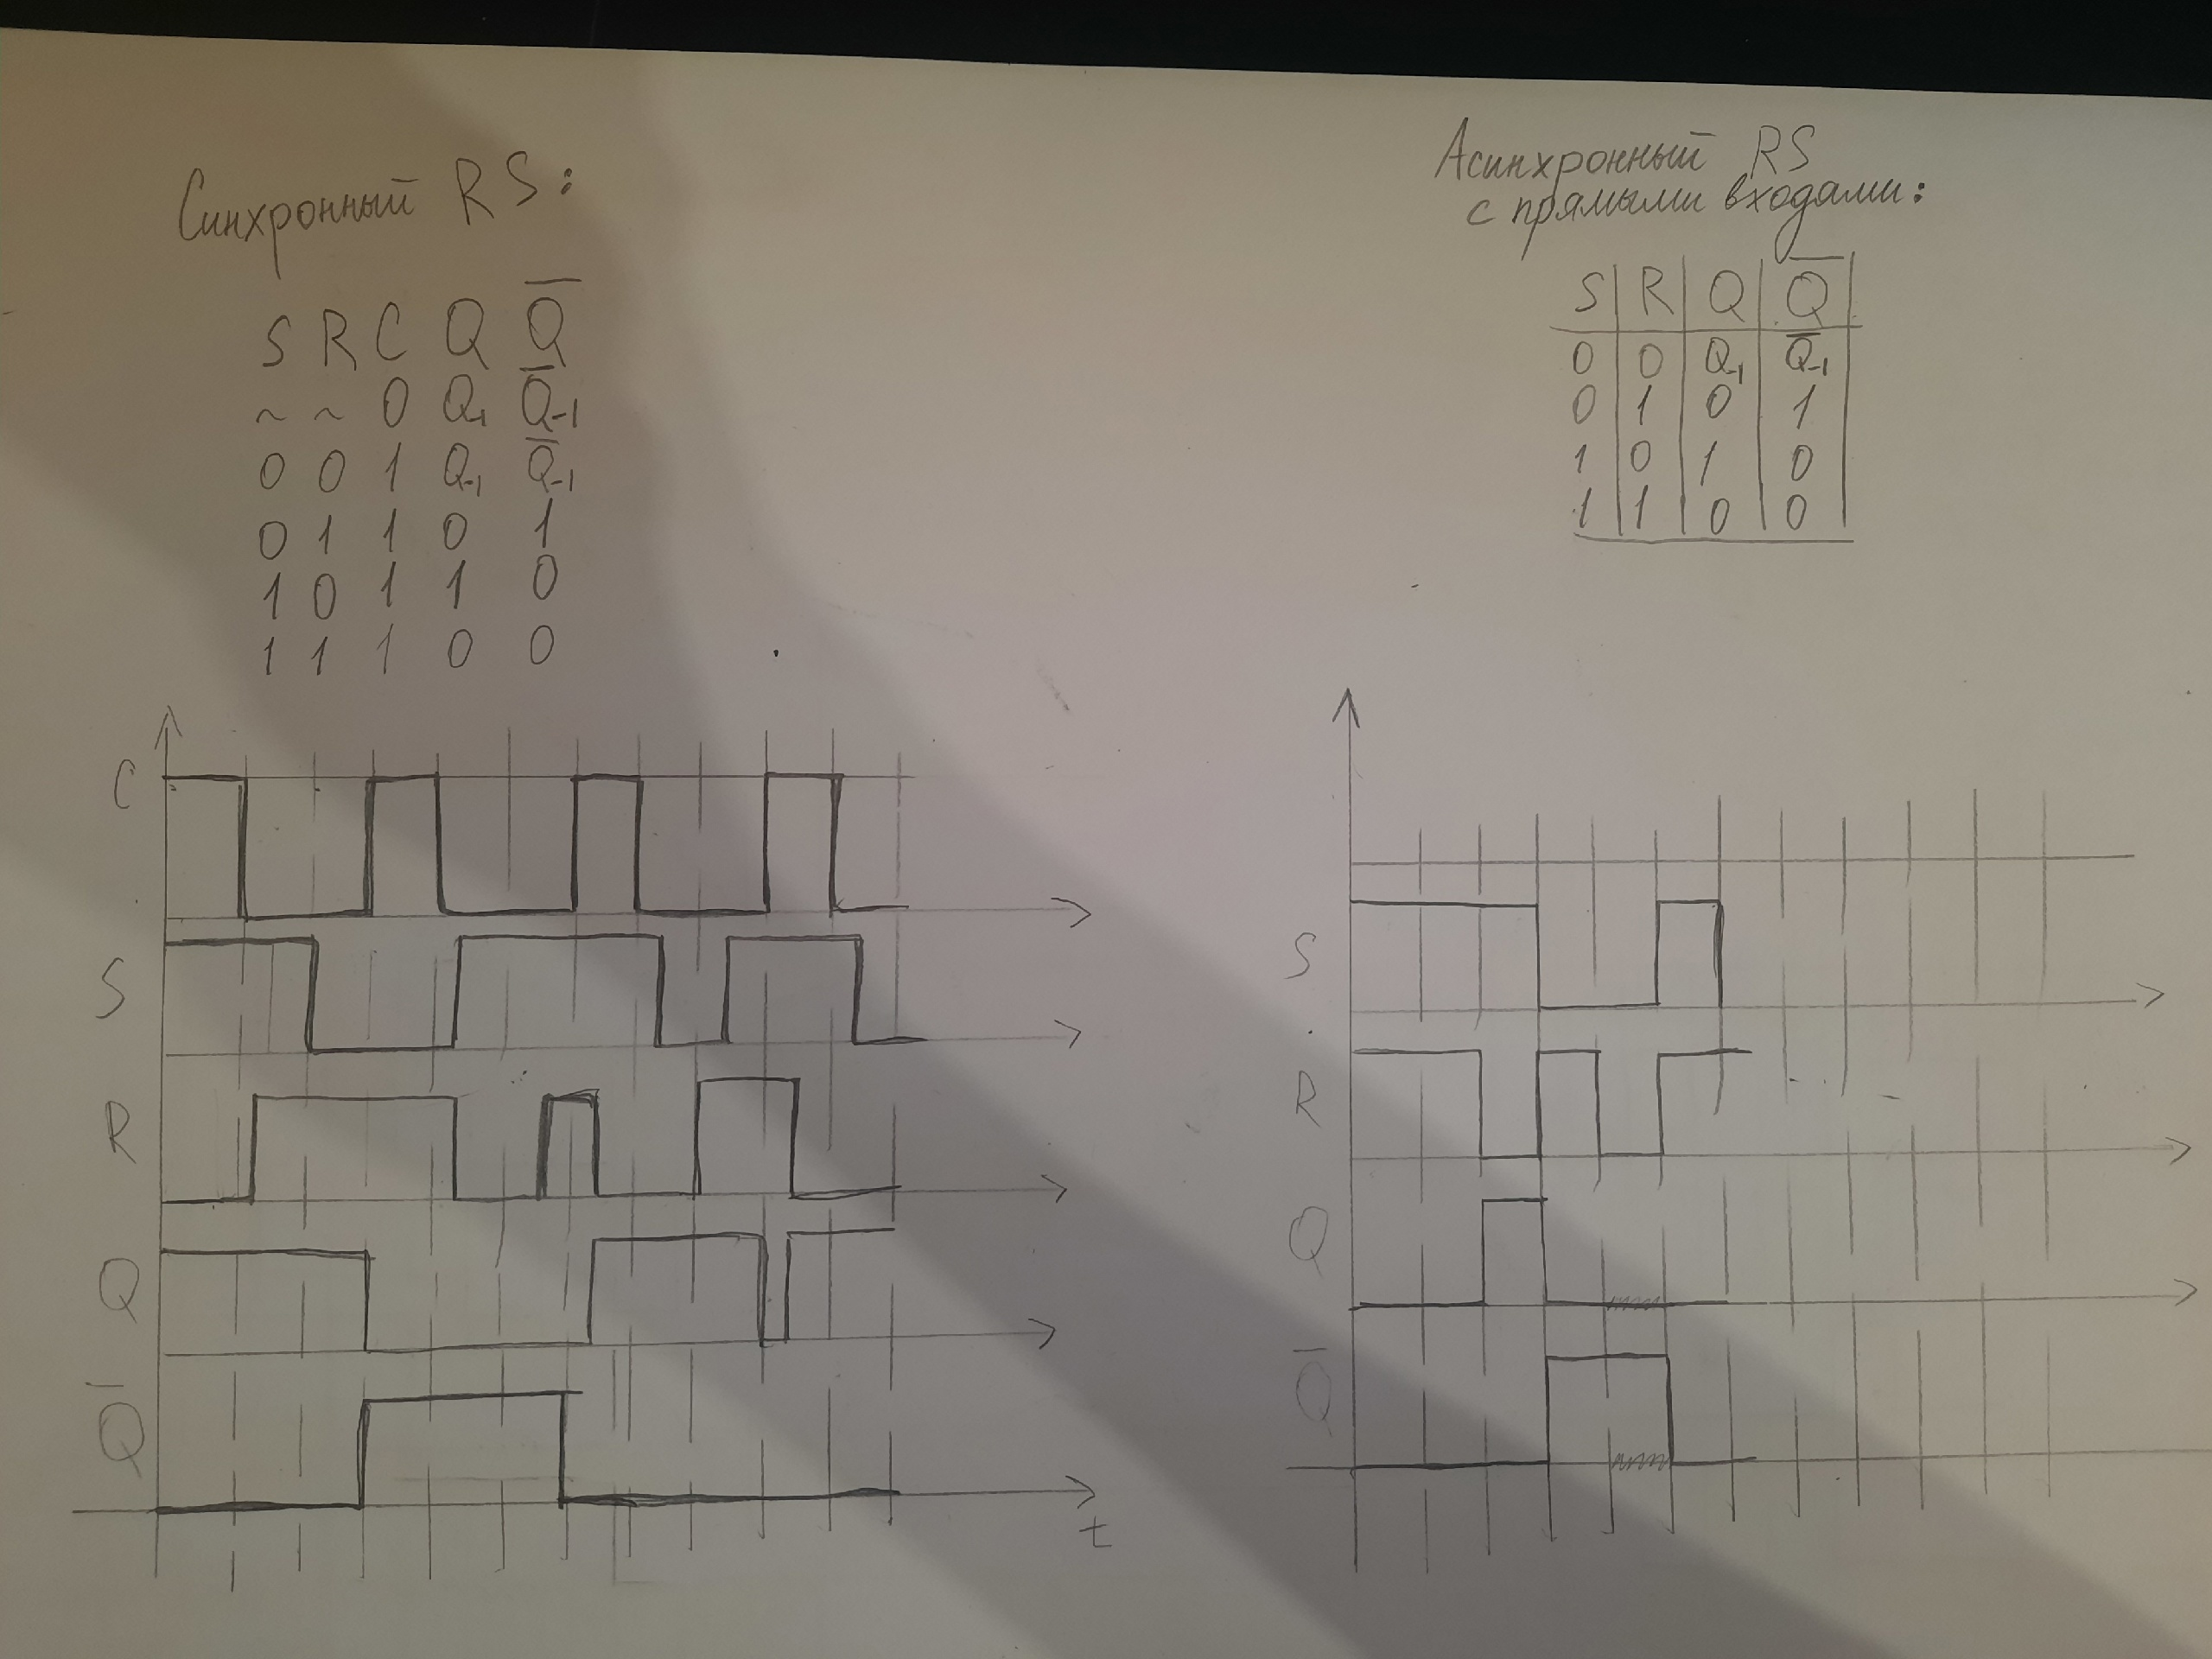 Синхронный RS:
S R C Q Q̅
~ ~ 0 Q₋₁ Q̅₋₁
0 0 1 Q₋₁ Q̅₋₁
0 1 1 0 1
1 0 1 1 0
1 1 1 0 0
C
S
R
Q
Q̅
t
Асинхронный RS
с прямыми входами:
S R Q Q̅
0 0 Q₋₁ Q̅₋₁
0 1 0 1
1 0 1 0
1 1 0 0
S
R
Q
Q̅